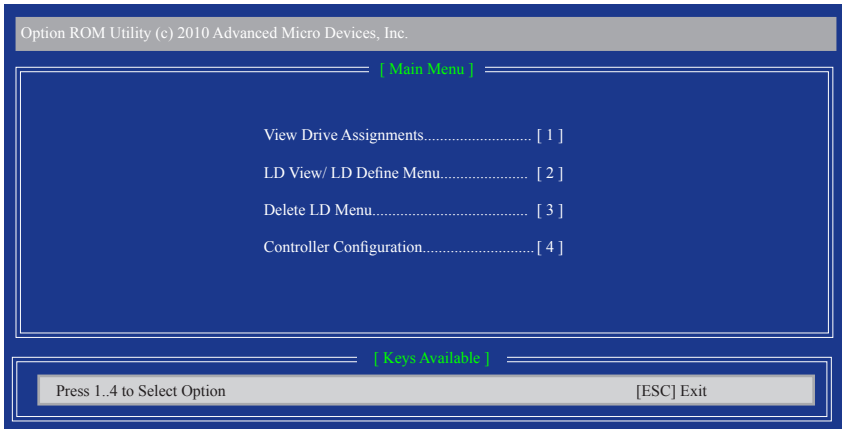 Option ROM Utility (c) 2010 Advanced Micro Devices, Inc.
[ Main Menu ]
View Drive Assignments........................... [ 1 ]
LD View/ LD Define Menu...................... [ 2 ]
Delete LD Menu....................................... [ 3 ]
Controller Configuration............................[ 4 ]
[ Keys Available ]
Press 1..4 to Select Option [ESC] Exit